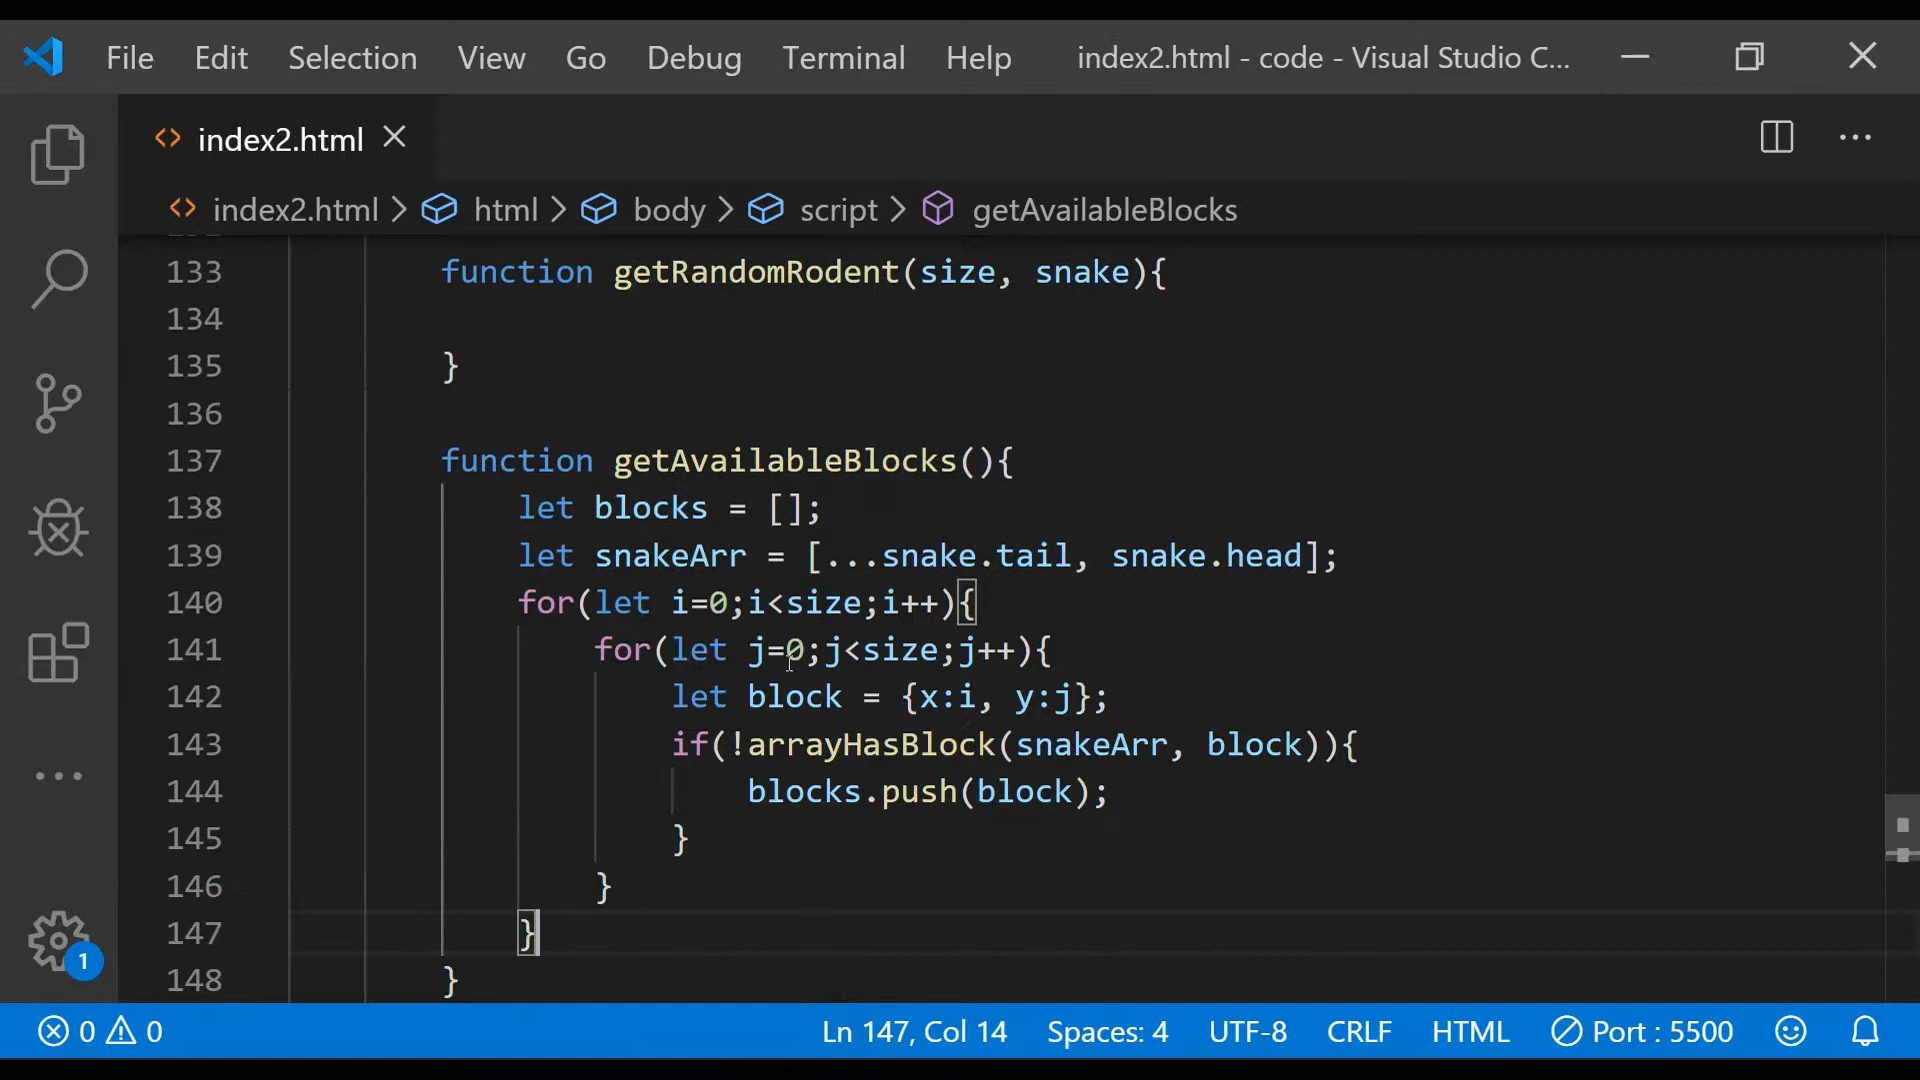 File Edit Selection View Go Debug Terminal Help index2.html - code - Visual Studio C...
index2.html
index2.html > html > body > script > getAvailableBlocks
133 function getRandomRodent(size, snake){
134
135 }
136
137 function getAvailableBlocks(){
138 let blocks = [];
139 let snakeArr = [...snake.tail, snake.head];
140 for(let i=0;i<size;i++){
141 for(let j=0;j<size;j++){
142 let block = {x:i, y:j};
143 if(!arrayHasBlock(snakeArr, block)){
144 blocks.push(block);
145 }
146 }
147 }
148 }
1
0 0 Ln 147, Col 14 Spaces: 4 UTF-8 CRLF HTML Port : 5500